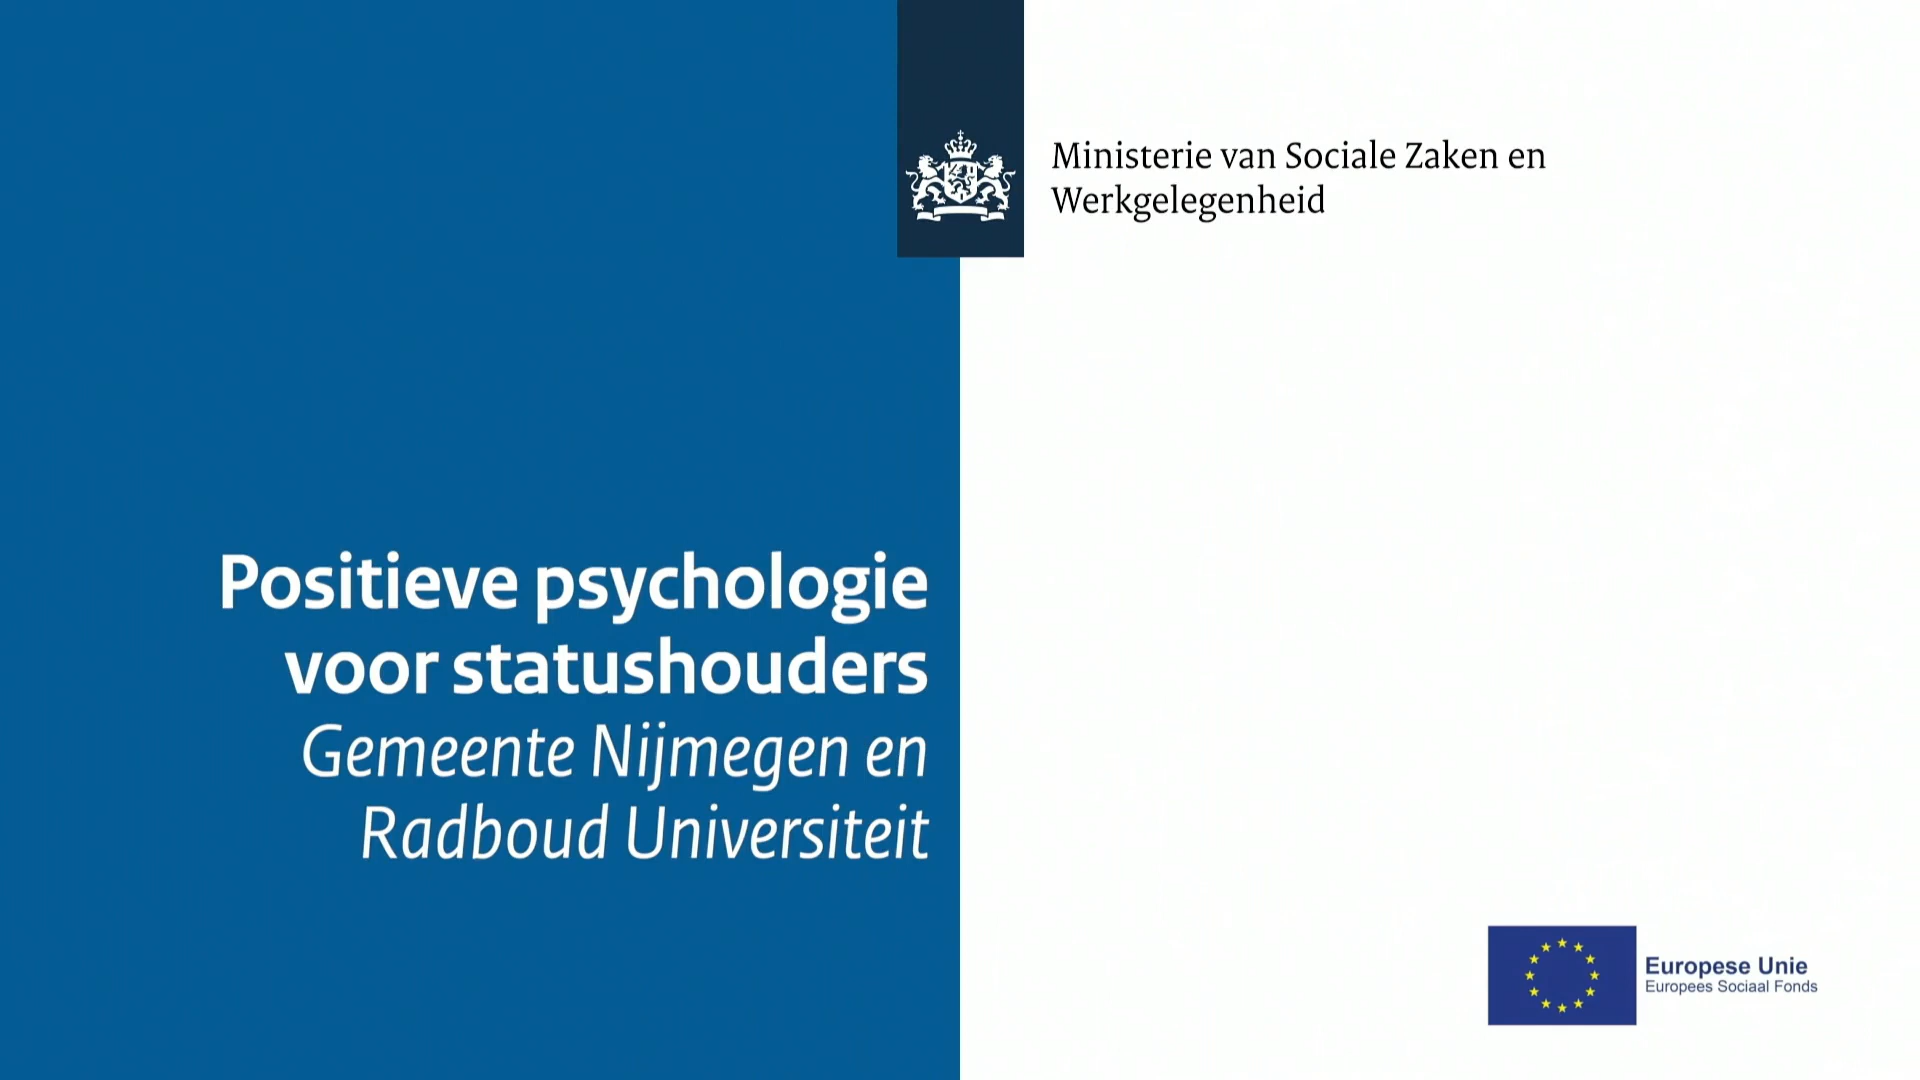 Ministerie van Sociale Zaken en
Werkgelegenheid
Positieve psychologie
voor statushouders
Gemeente Nijmegen en
Radboud Universiteit
Europese Unie
Europees Sociaal Fonds